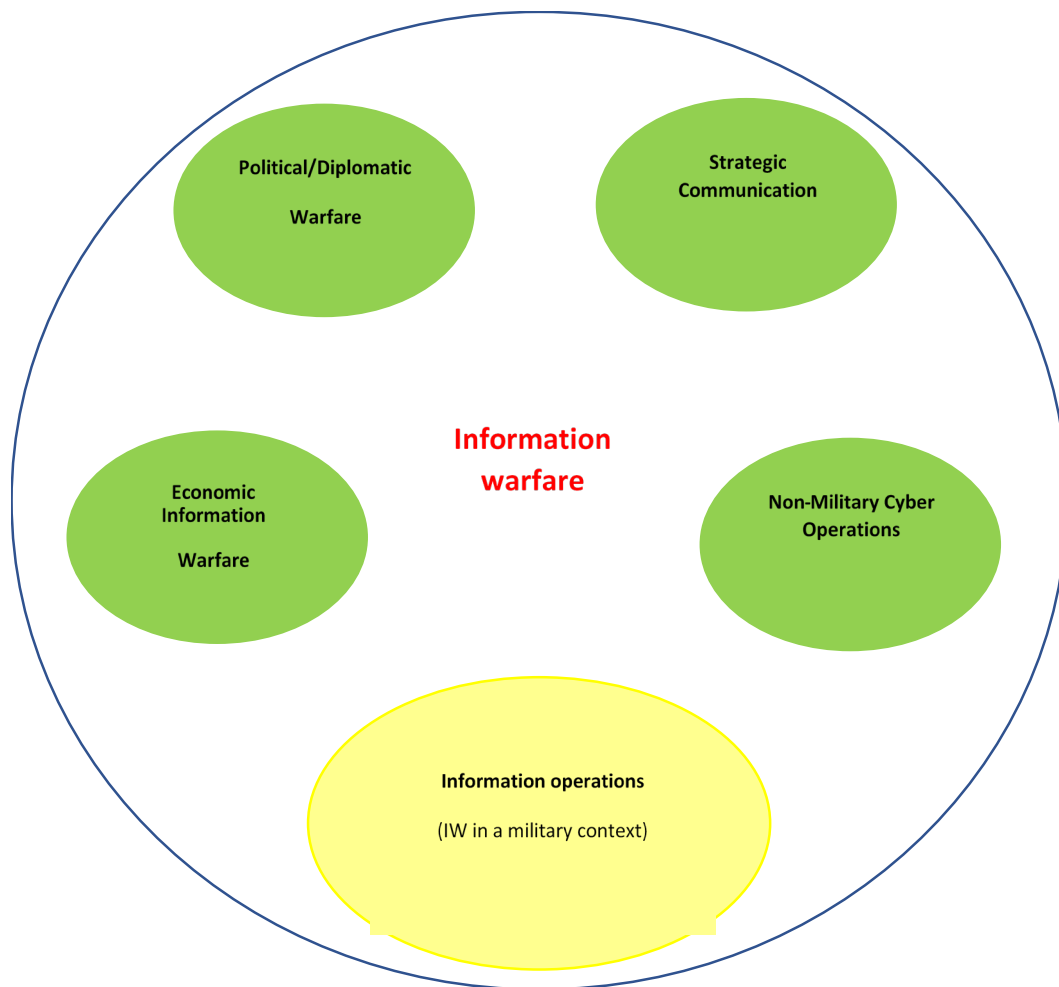 Political/Diplomatic
Warfare
Strategic
Communication
Information
warfare
Economic
Information
Warfare
Non-Military Cyber
Operations
Information operations
(IW in a military context)